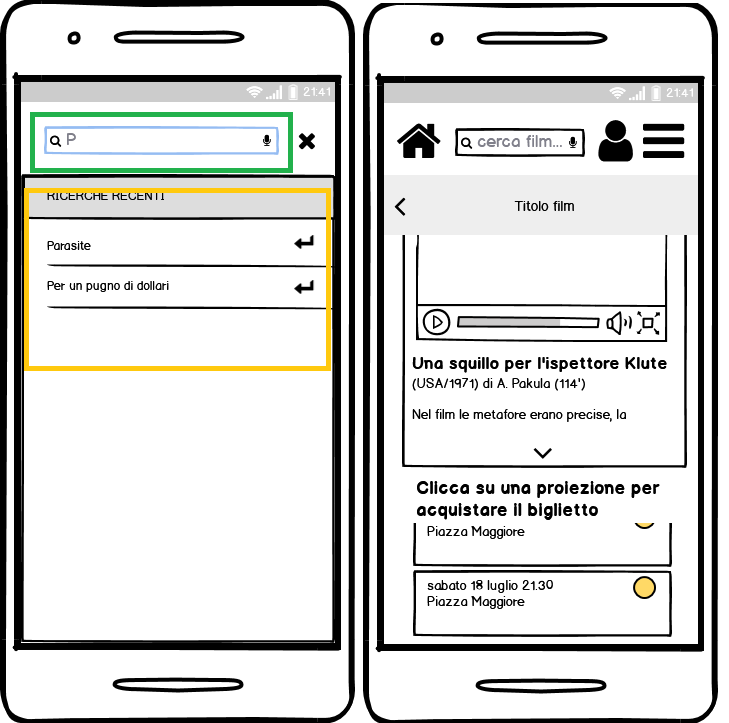 21:41
P
RICERCHE RECENTI
Parasite
Per un pugno di dollari
21:41
cerca film...
Titolo film
Una squillo per l'ispettore Klute
(USA/1971) di A. Pakula (114')
Nel film le metafore erano precise, la
Clicca su una proiezione per
acquistare il biglietto
Piazza Maggiore
sabato 18 luglio 21.30
Piazza Maggiore